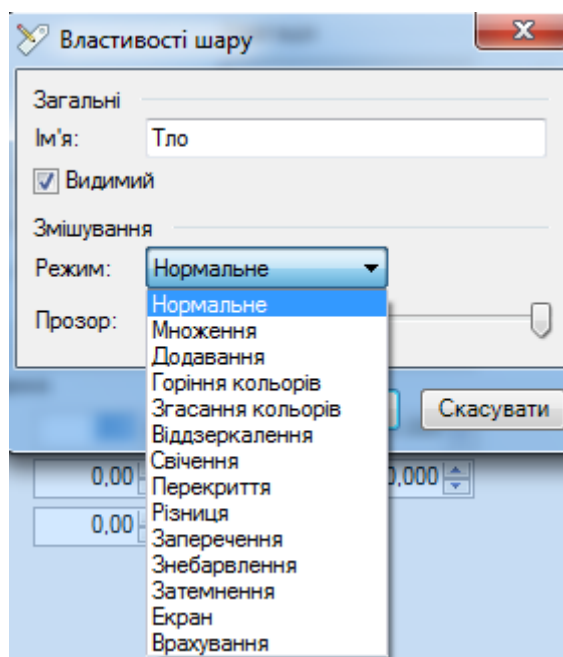 Властивості шару
Загальні
Ім'я: Тло
Видимий
Змішування
Режим: Нормальне
Прозор:
Нормальне
Множення
Додавання
Горіння кольорів
Згасання кольорів
Віддзеркалення
Свічення
Перекриття
Різниця
Заперечення
Знебарвлення
Затемнення
Екран
Врахування
Скасувати
0,00 0,000
0,00